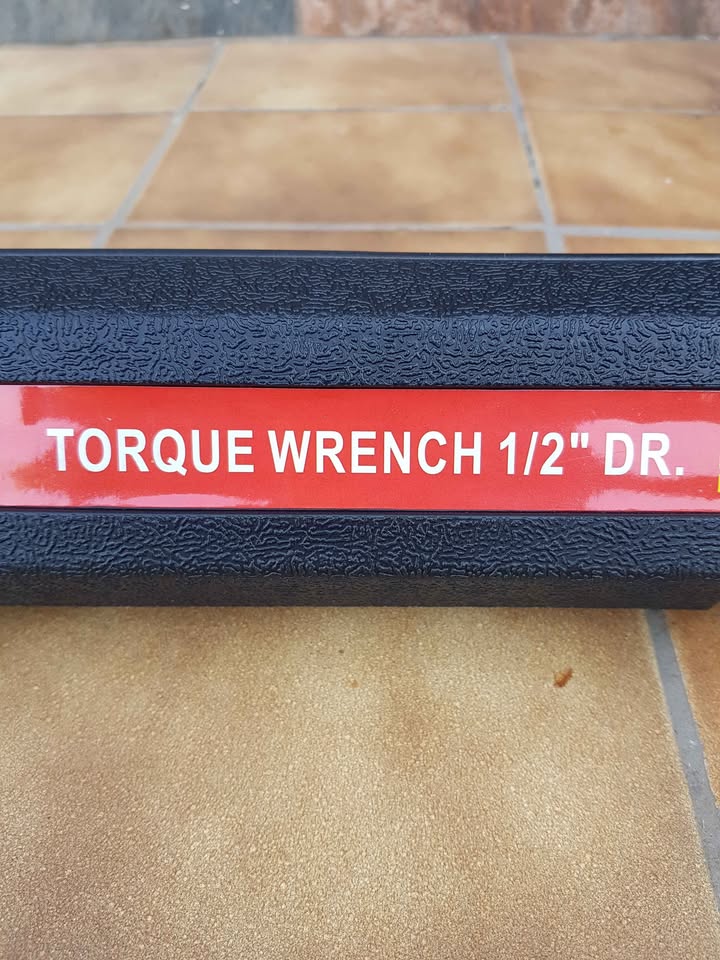 TORQUE WRENCH 1/2" DR.